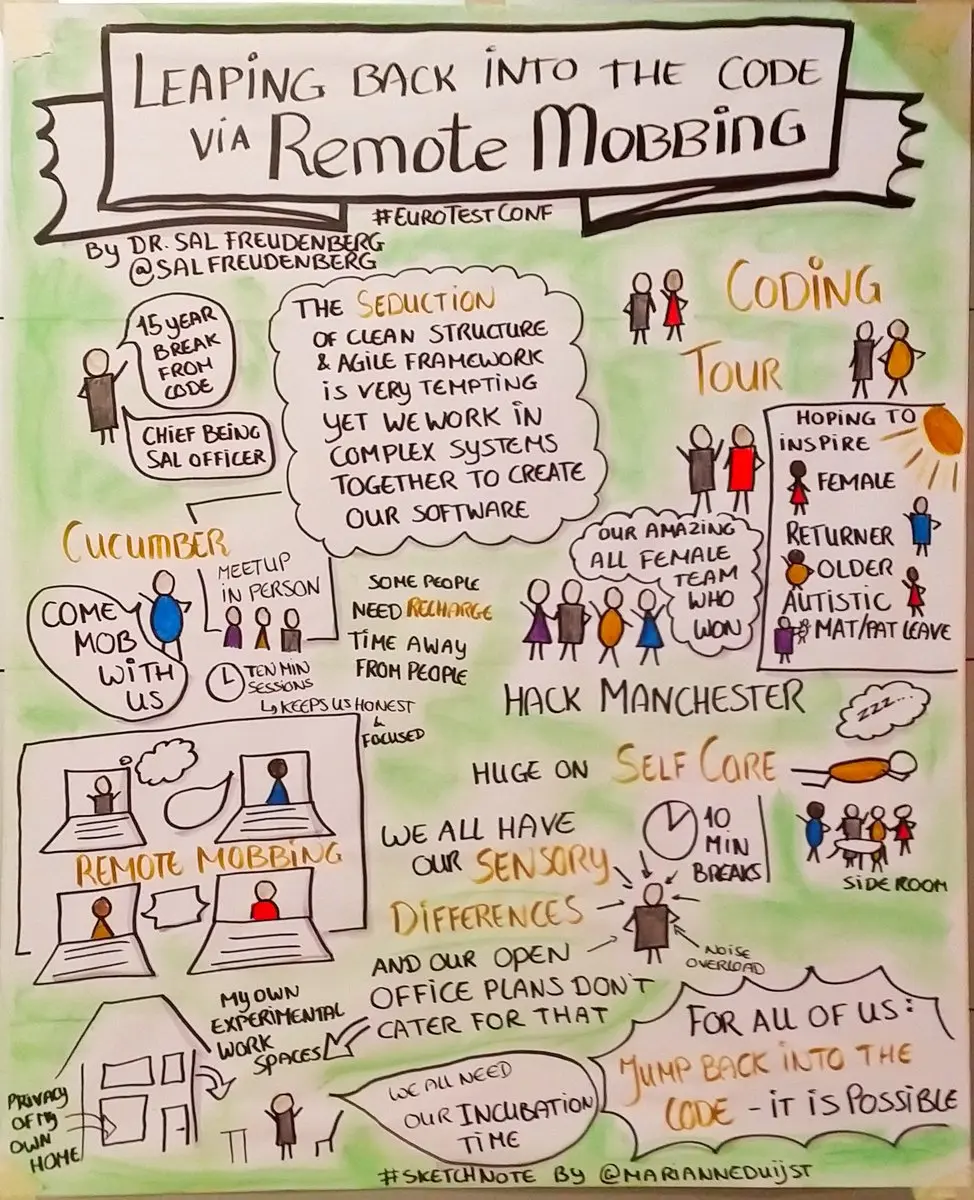 LEAPING BACK INTO THE CODE
VIA Remote MOBBING
#EUROTESTCONF
By DR. SAL FREUDENBERG
@SALFREUDENBERG
15 YEAR
BREAK
FROM
CODE
CHIEF BEING
SAL OFFICER
THE SEDUCTION
OF CLEAN STRUCTURE
& AGILE FRAMEWORK
IS VERY TEMPTING
YET WE WORK IN
COMPLEX SYSTEMS
TOGETHER TO CREATE
OUR SOFTWARE
CODING
TOUR
HOPING TO
INSPIRE
FEMALE
RETURNER
OLDER
AUTISTIC
MAT/PAT LEAVE
OUR AMAZING
ALL FEMALE
TEAM
WHO
WON
HACK MANCHESTER
CUCUMBER
COME
MOB
WITH
US
MEETUP
IN PERSON
TEN MIN
SESSIONS
KEEPS US HONEST
&
FOCUSED
SOME PEOPLE
NEED RECHARGE
TIME AWAY
FROM PEOPLE
REMOTE MOBBING
zzz...
HUGE ON SELF CARE
10
MIN
BREAKS
SIDE ROOM
WE ALL HAVE
OUR SENSORY
DIFFERENCES
NOISE
OVERLOAD
AND OUR OPEN
OFFICE PLANS DON'T
CATER FOR THAT
MY OWN
EXPERIMENTAL
WORK
SPACES
PRIVACY
OF MY
OWN
HOME
WE ALL NEED
OUR INCUBATION
TIME
FOR ALL OF US:
JUMP BACK INTO THE
CODE - IT IS POSSIBLE
#SKETCHNOTE BY @MARIANNEDUIJST